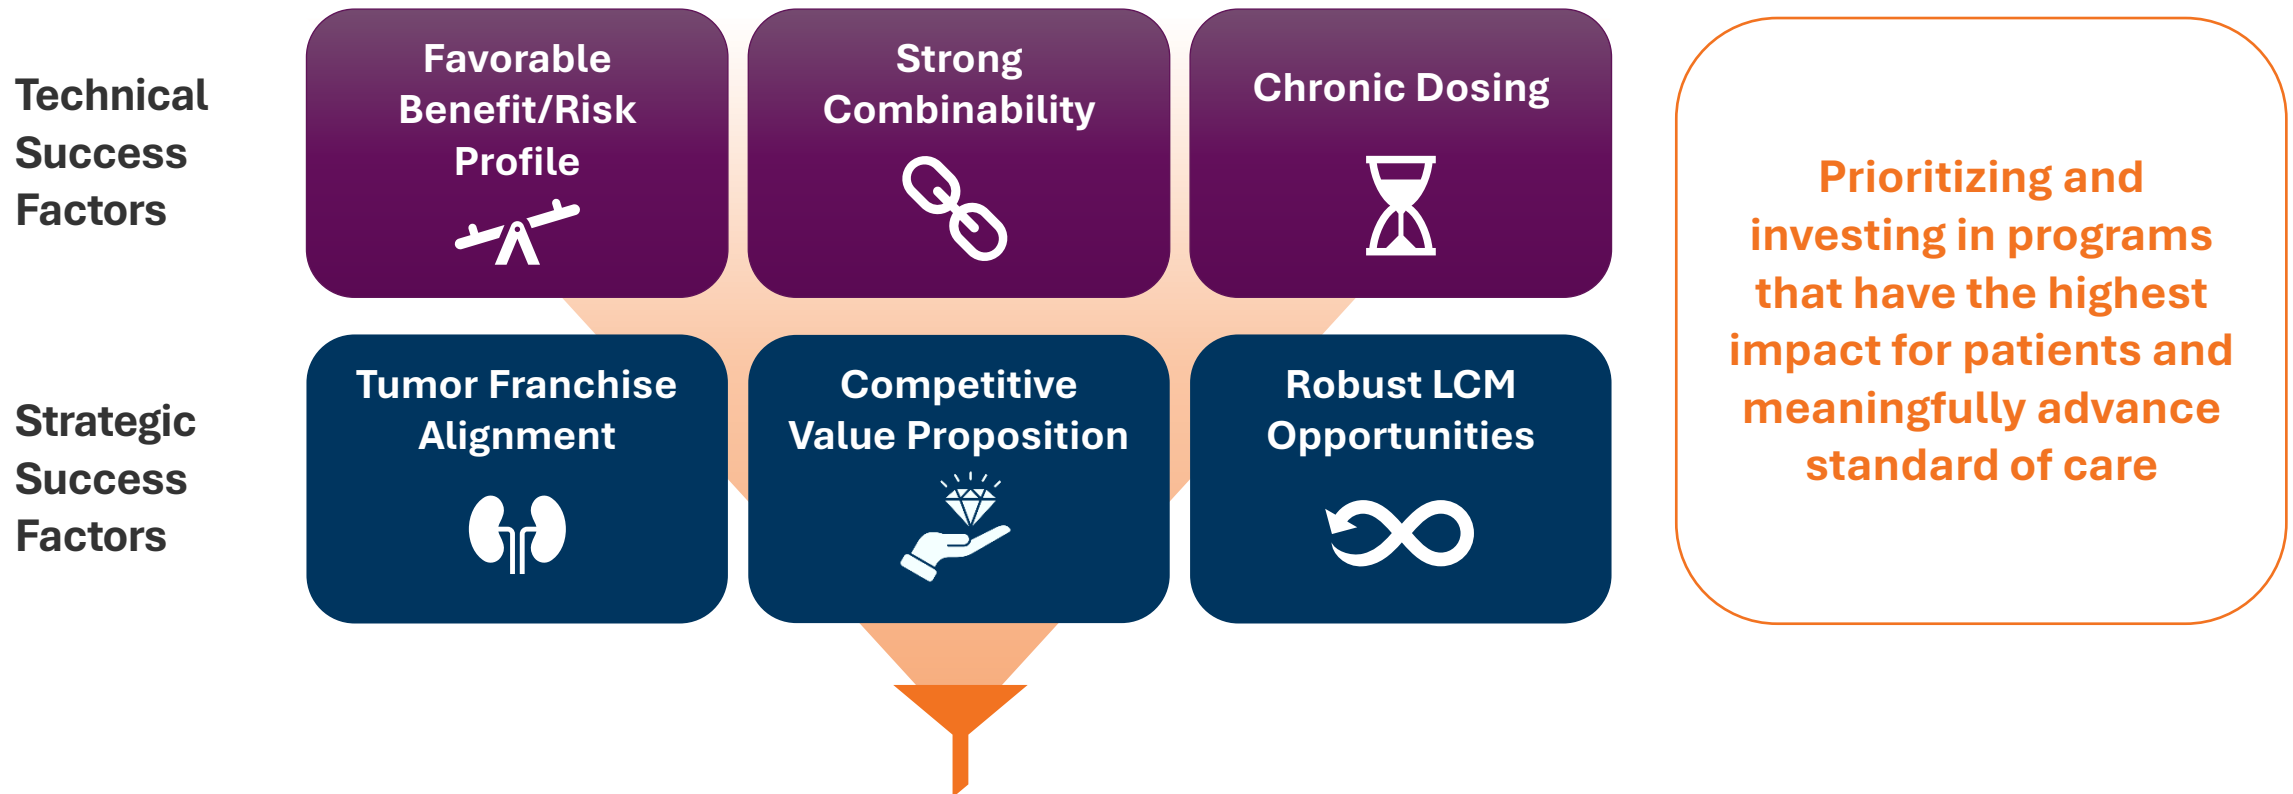 Technical
Success
Factors
Favorable
Benefit/Risk
Profile
Strong
Combinability
Chronic Dosing
Strategic
Success
Factors
Tumor Franchise
Alignment
Competitive
Value Proposition
Robust LCM
Opportunities
Prioritizing and
investing in programs
that have the highest
impact for patients and
meaningfully advance
standard of care